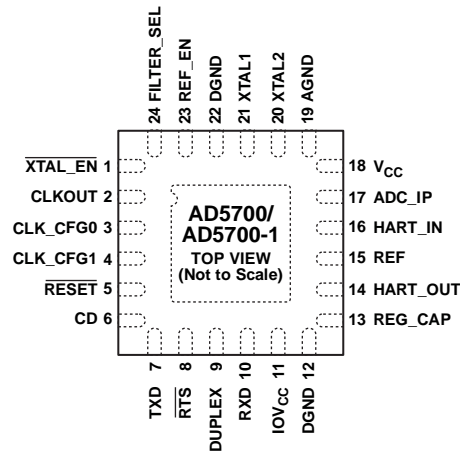 24 FILTER_SEL
23 REF_EN
22 DGND
21 XTAL1
20 XTAL2
19 AGND
XTAL_EN 1
CLKOUT 2
CLK_CFG0 3
CLK_CFG1 4
RESET 5
CD 6
AD5700/
AD5700-1
TOP VIEW
(Not to Scale)
18 VCC
17 ADC_IP
16 HART_IN
15 REF
14 HART_OUT
13 REG_CAP
TXD 7
RTS 8
DUPLEX 9
RXD 10
IOVCC 11
DGND 12